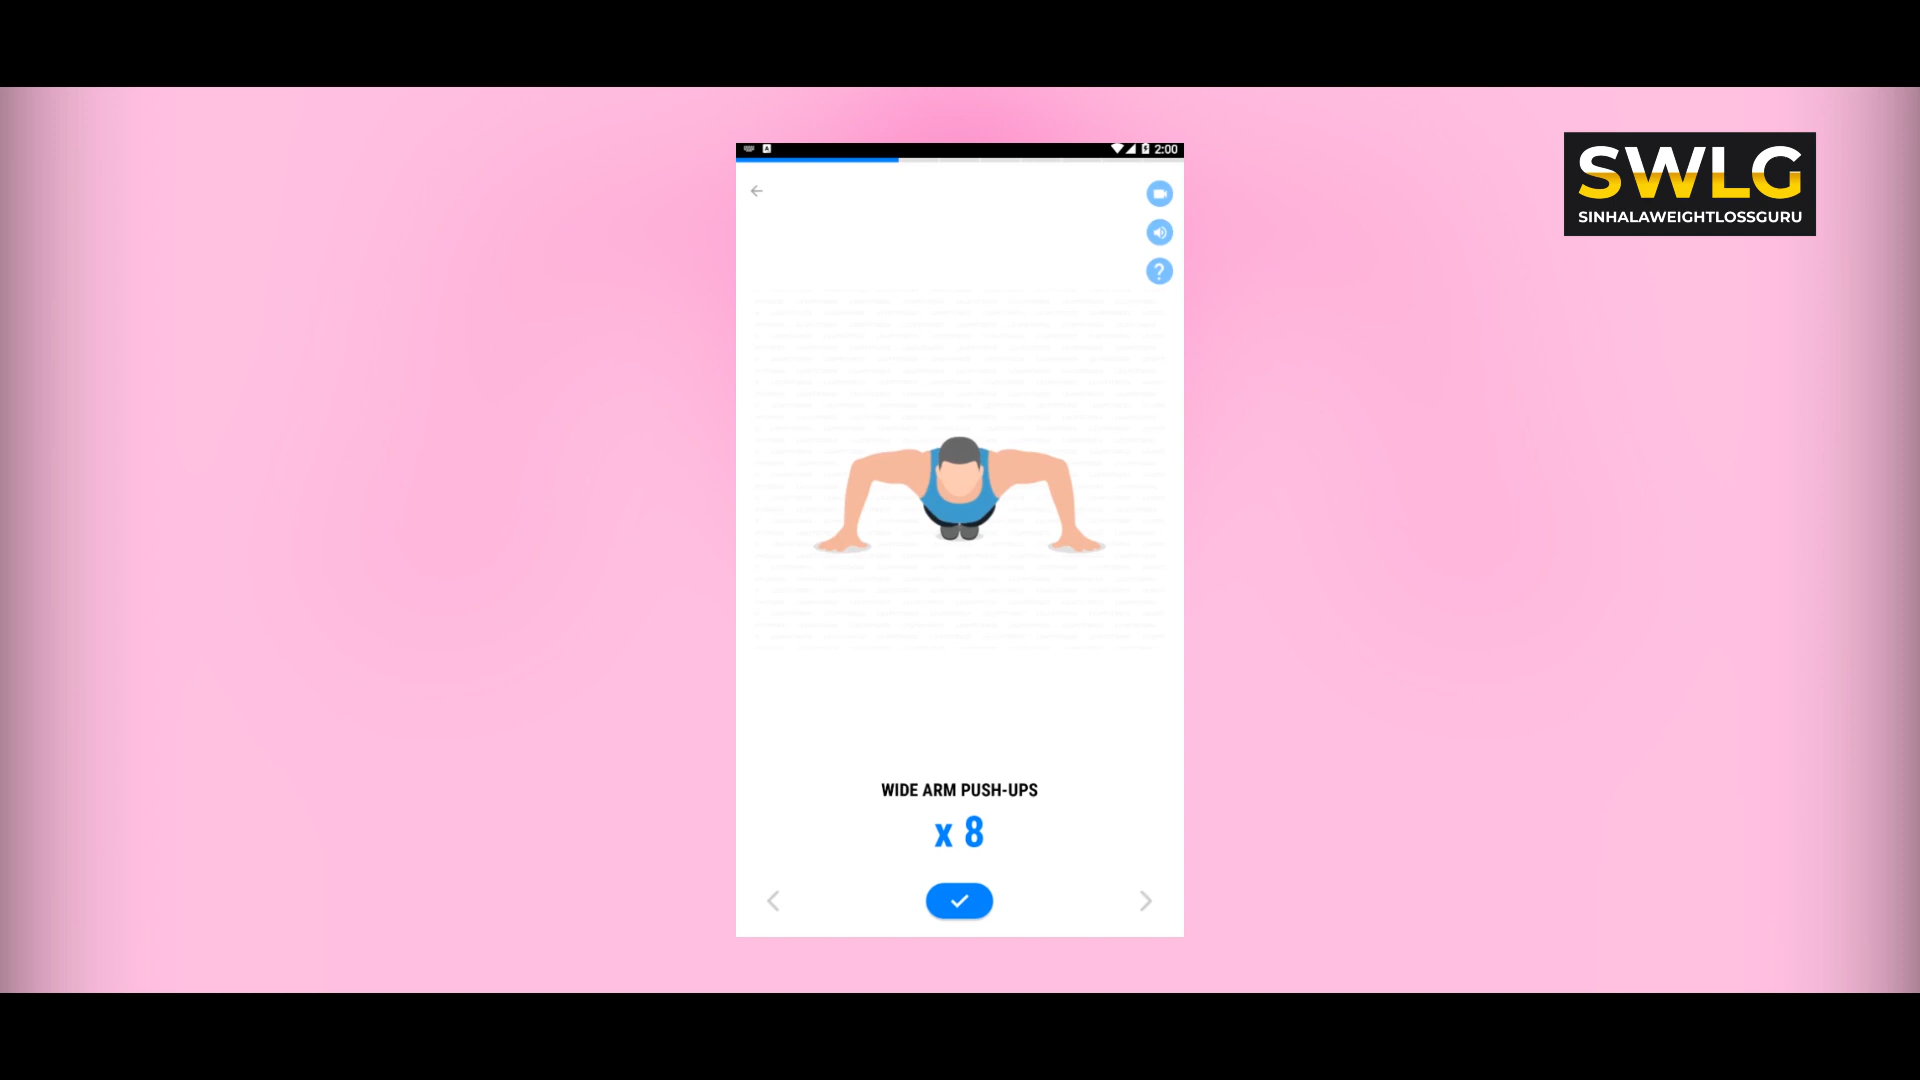 2:00
SWLG
SINHALAWEIGHTLOSSGURU
?
WIDE ARM PUSH-UPS
x 8